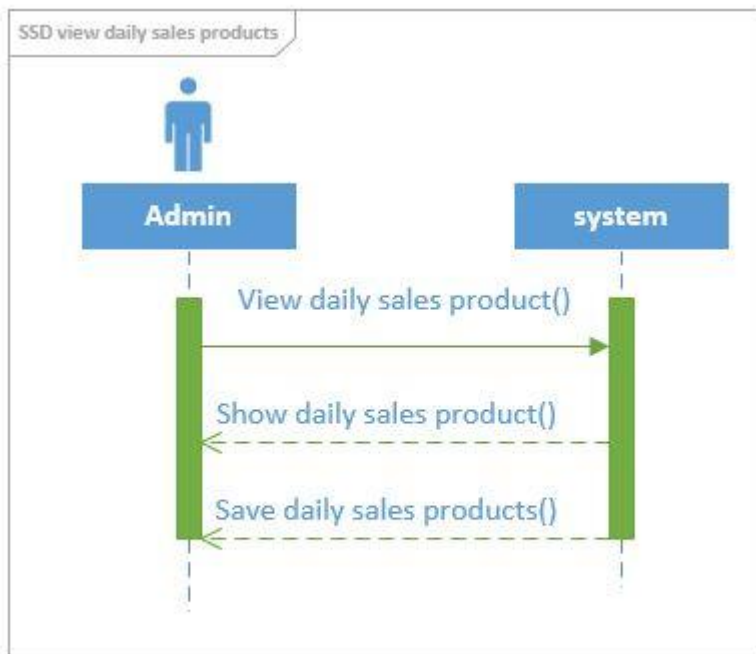 SSD view daily sales products
Admin
system
View daily sales product()
Show daily sales product()
Save daily sales products()